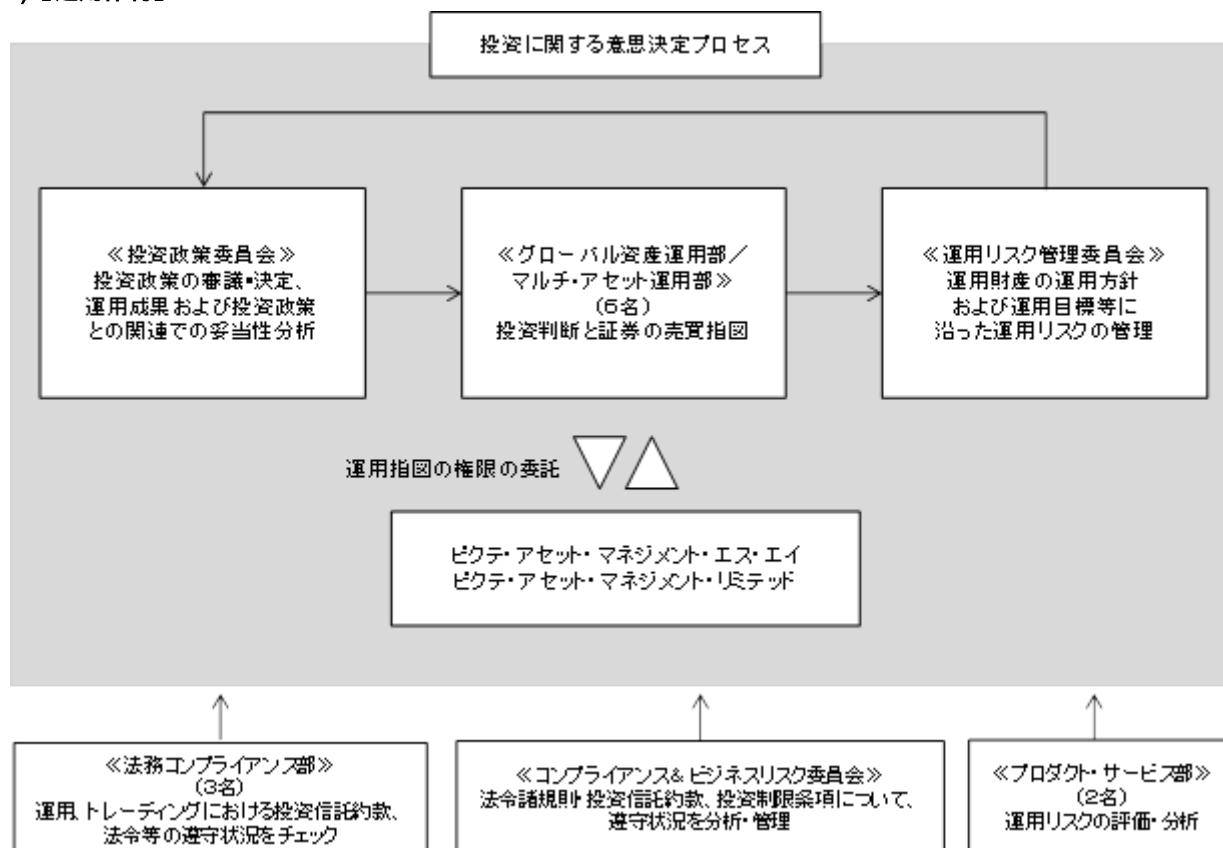 投資に関する意思決定プロセス
≪投資政策委員会≫
投資政策の審議・決定、
運用成果および投資政策
との関連での妥当性分析
≪グローバル資産運用部／
マルチ・アセット運用部≫
(6名)
投資判断と証券の売買指図
≪運用リスク管理委員会≫
運用財産の運用方針
および運用目標等に
沿った運用リスクの管理
運用指図の権限の委託
ピクテ・アセット・マネジメント・エス・エイ
ピクテ・アセット・マネジメント・リミテッド
≪法務コンプライアンス部≫
(3名)
運用、トレーディングにおける投資信託約款、
法令等の遵守状況をチェック
≪コンプライアンス&ビジネスリスク委員会≫
法令諸規則・投資信託約款、投資制限条項について、
遵守状況を分析・管理
≪プロダクト・サービス部≫
(2名)
運用リスクの評価・分析